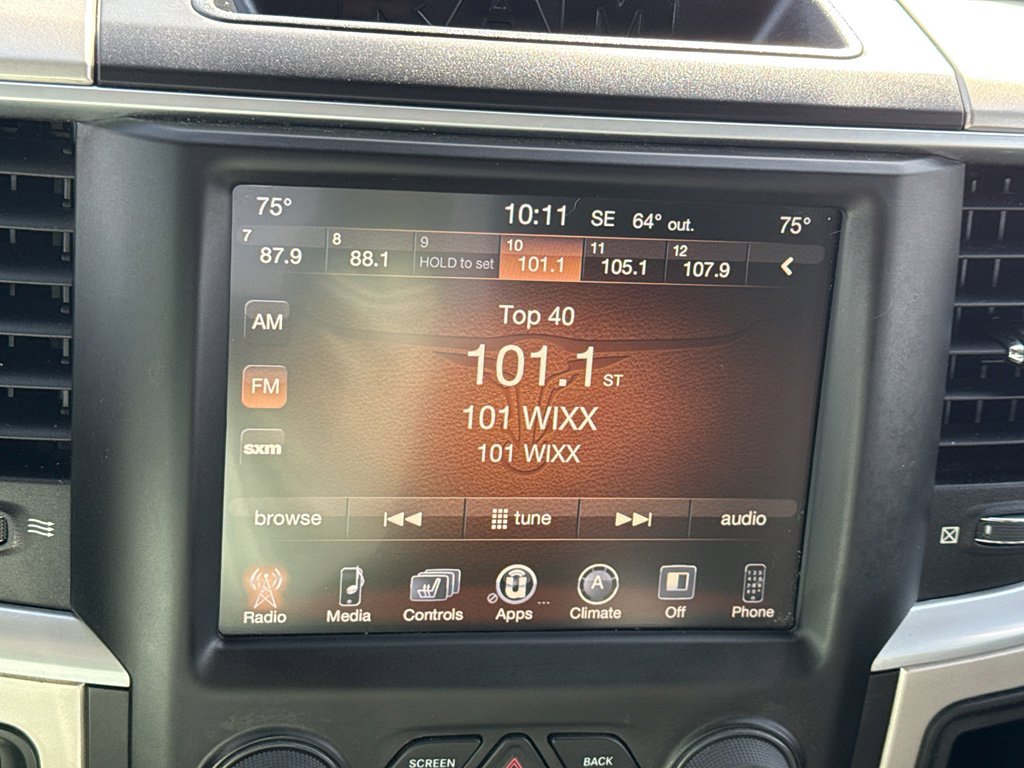 RAM
75° 10:11 SE 64° out. 75°
7 8 9 10 11 12
87.9 88.1 HOLD to set 101.1 105.1 107.9
AM
Top 40
101.1 ST
FM
101 WIXX
sxm
101 WIXX
browse tune audio
Radio Media Controls Apps A Climate Off Phone
SCREEN BACK